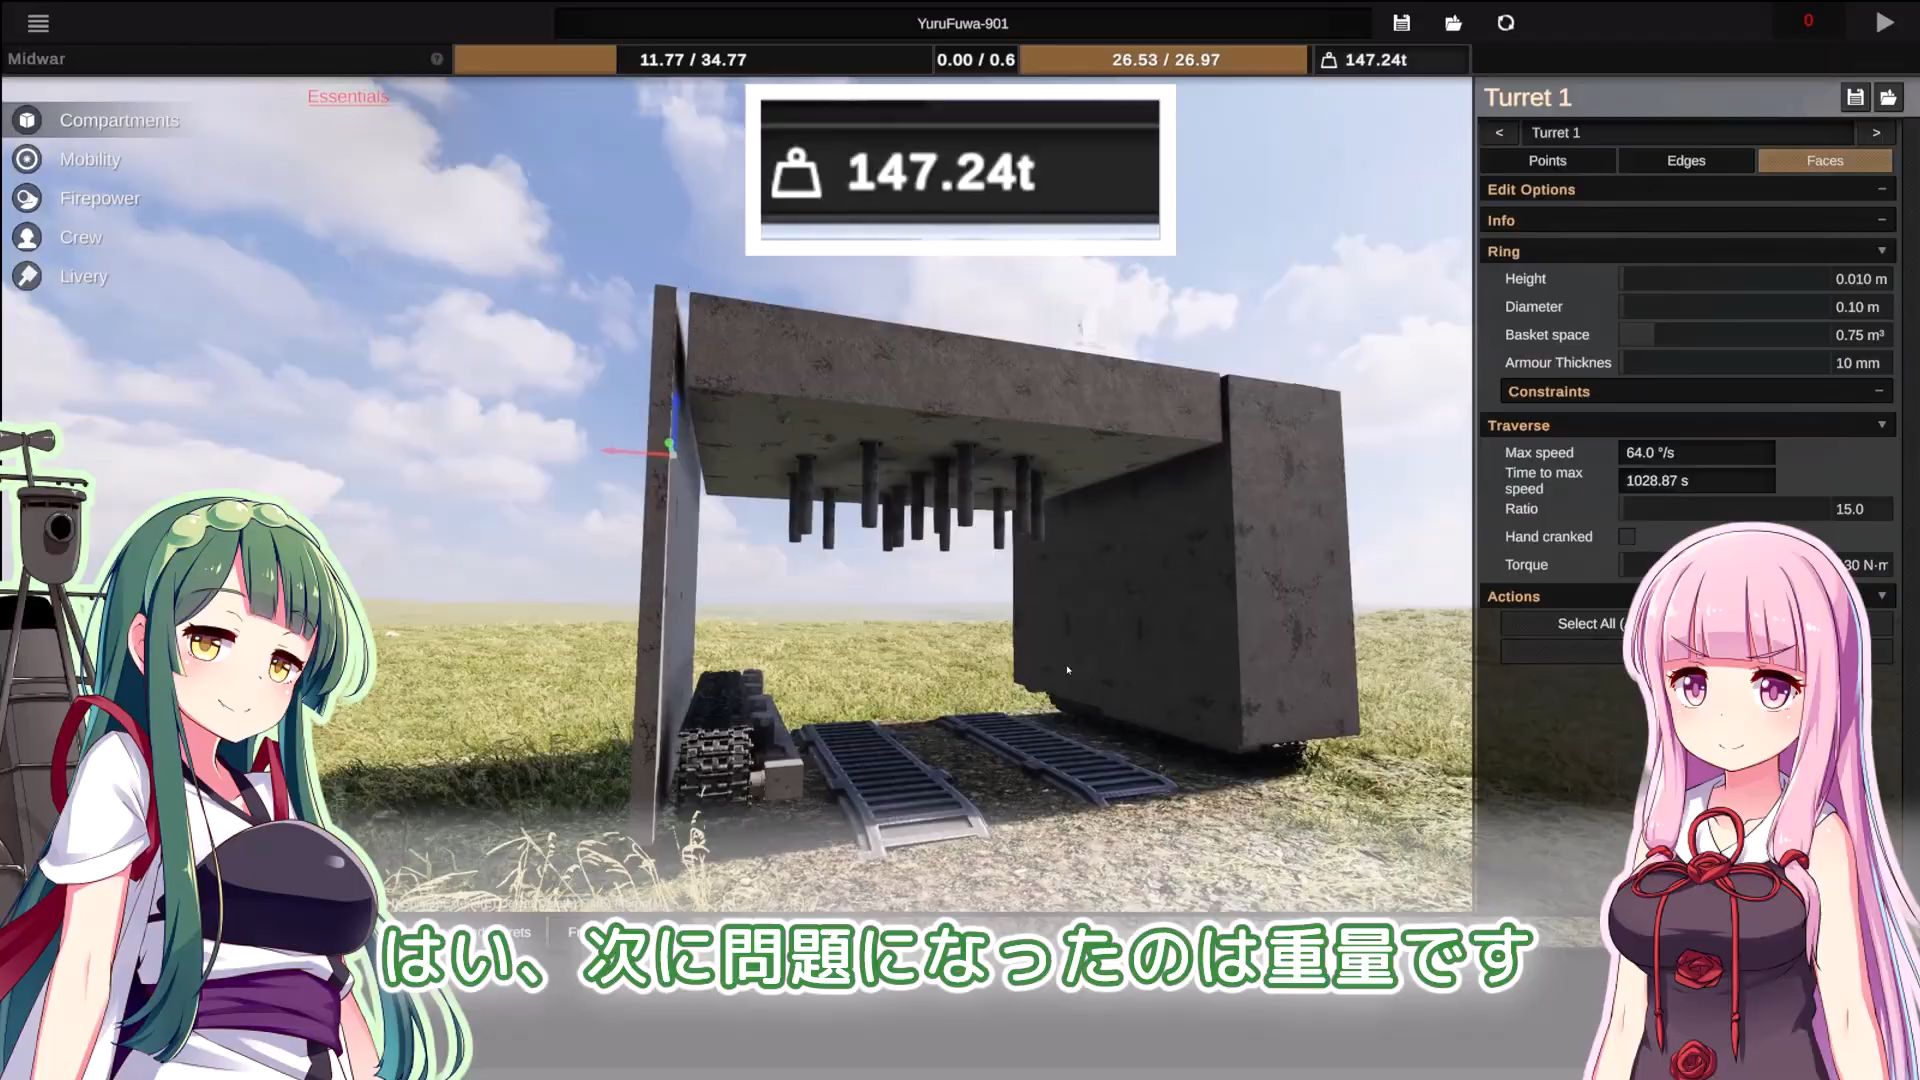 YuruFuwa-901
0
Midwar
?
11.77 / 34.77
0.00 / 0.6
26.53 / 26.97
147.24t
Essentials
Compartments
Mobility
Firepower
Crew
Livery
147.24t
Turret 1
< Turret 1 >
Points Edges Faces
Edit Options
Info
Ring
Height 0.010 m
Diameter 0.10 m
Basket space 0.75 m³
Armour Thicknes 10 mm
Constraints
Traverse
Max speed 64.0 °/s
Time to max speed 1028.87 s
Ratio 15.0
Hand cranked
Torque 30 N·m
Actions
Select All (
はい、次に問題になったのは重量です